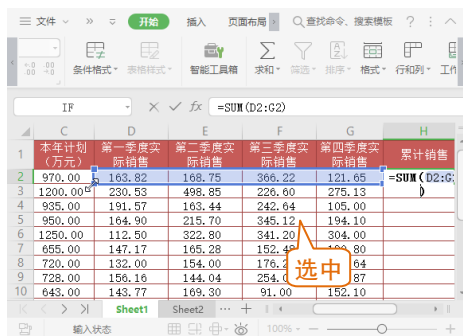 文件 开始 插入 页面布局 查找命令、搜索模板
条件格式 表格样式 智能工具箱 求和 筛选 排序 格式 行和列
IF fx =SUM(D2:G2)
C D E F G H
1 本年计划（万元） 第一季度实际销售 第二季度实际销售 第三季度实际销售 第四季度实际销售 累计销售
2 970.00 163.82 168.75 366.22 121.65 =SUM(D2:G
)
3 1200.00 230.53 498.85 226.60 275.13
4 935.00 191.57 163.44 242.64 105.00
5 950.00 164.90 215.70 345.12 194.10
6 1250.00 112.50 322.80 341.20 304.00
7 655.00 147.17 165.28
8 720.00 132.00 154.00
9 728.00 156.16 144.04
10 643.00 143.77 169.30 91.00 152.10
选中
Sheet1 Sheet2 ···
输入状态 100%